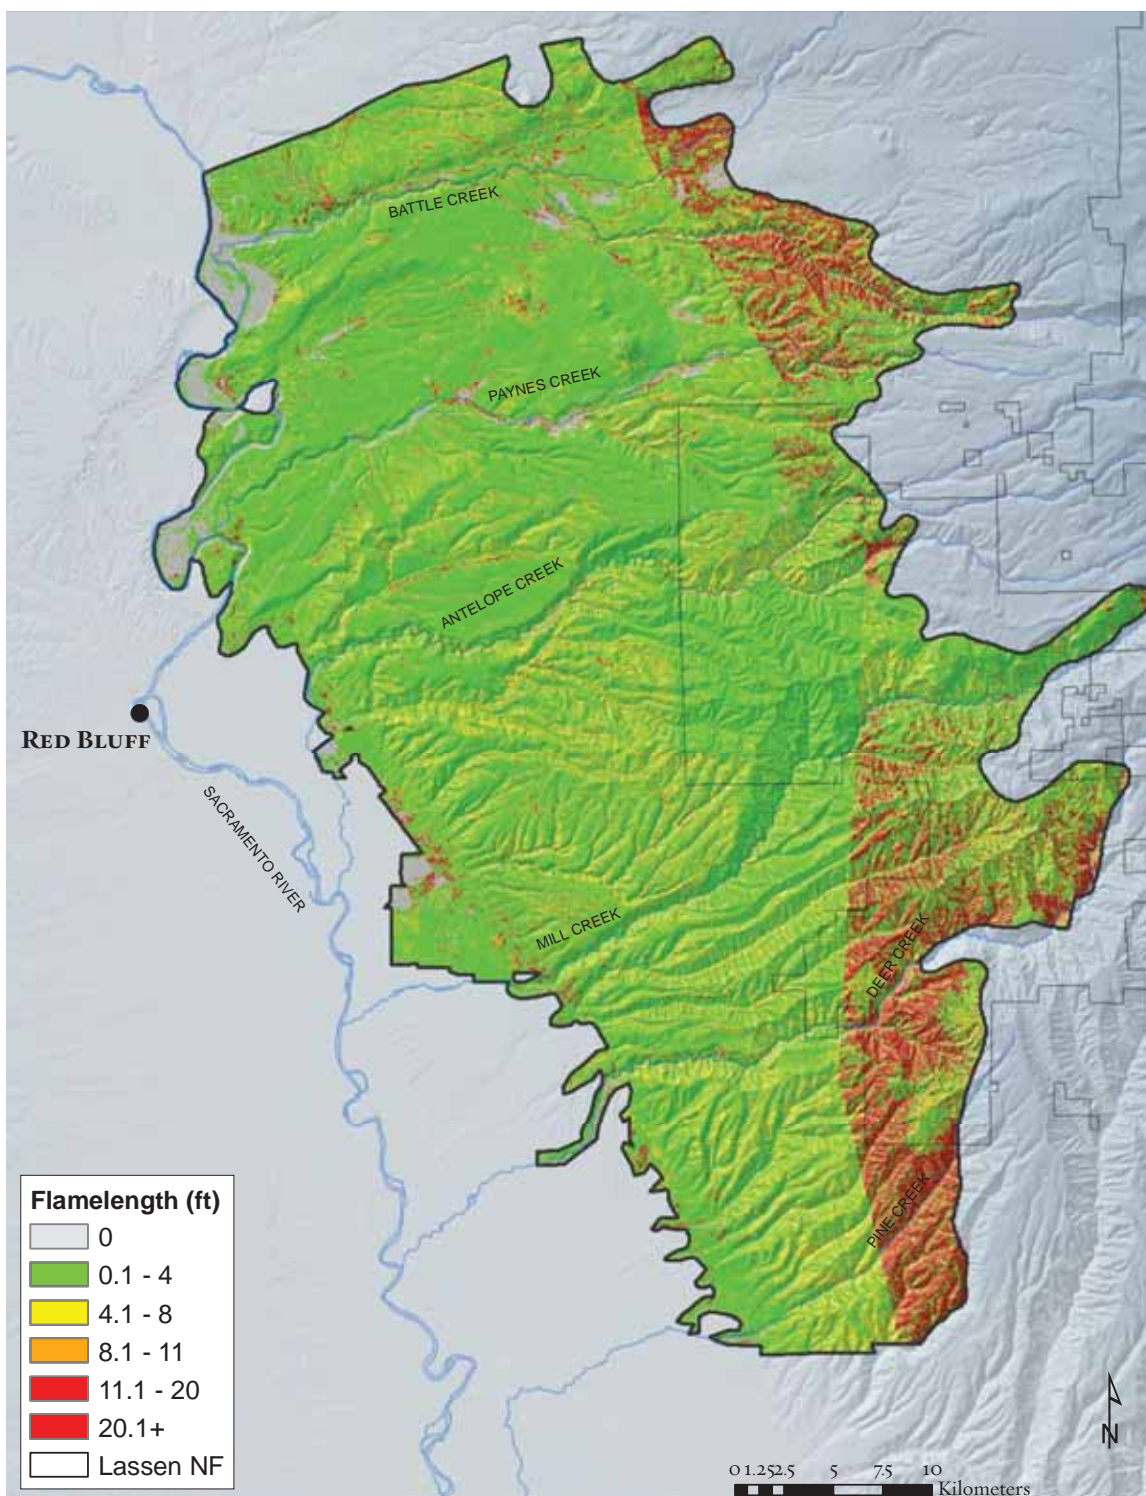 BATTLE CREEK
PAYNES CREEK
ANTELOPE CREEK
RED BLUFF
SACRAMENTO RIVER
MILL CREEK
DEER CREEK
PINE CREEK
Flamelength (ft)
0
0.1 - 4
4.1 - 8
8.1 - 11
11.1 - 20
20.1+
Lassen NF
N
0 1.25 2.5 5 7.5 10
Kilometers